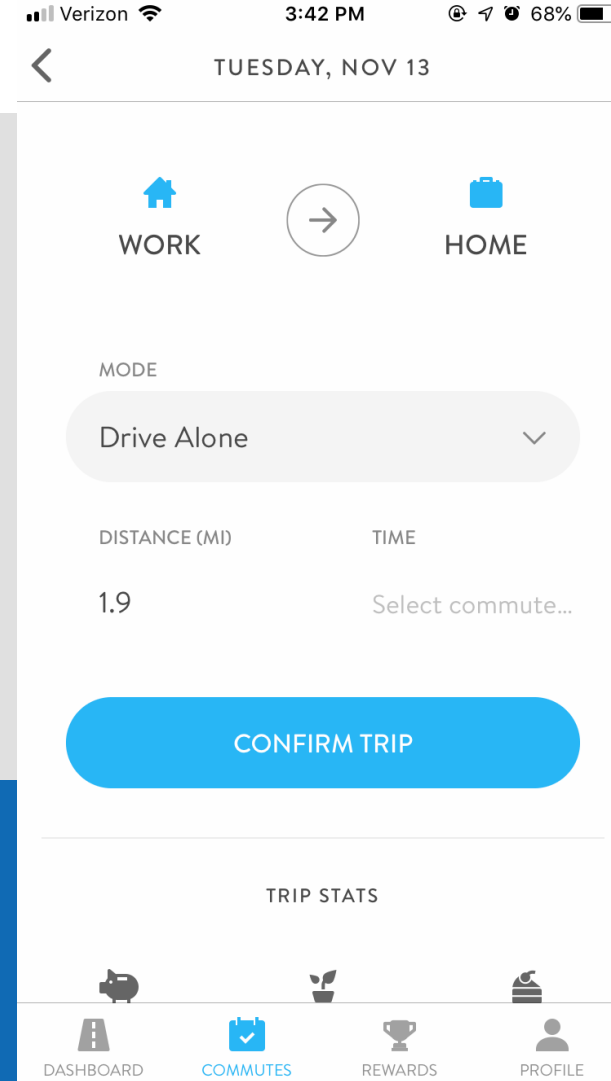 Verizon 3:42 PM 68%
TUESDAY, NOV 13
WORK HOME
MODE
Drive Alone
DISTANCE (MI) TIME
1.9 Select commute...
CONFIRM TRIP
TRIP STATS
DASHBOARD COMMUTES REWARDS PROFILE